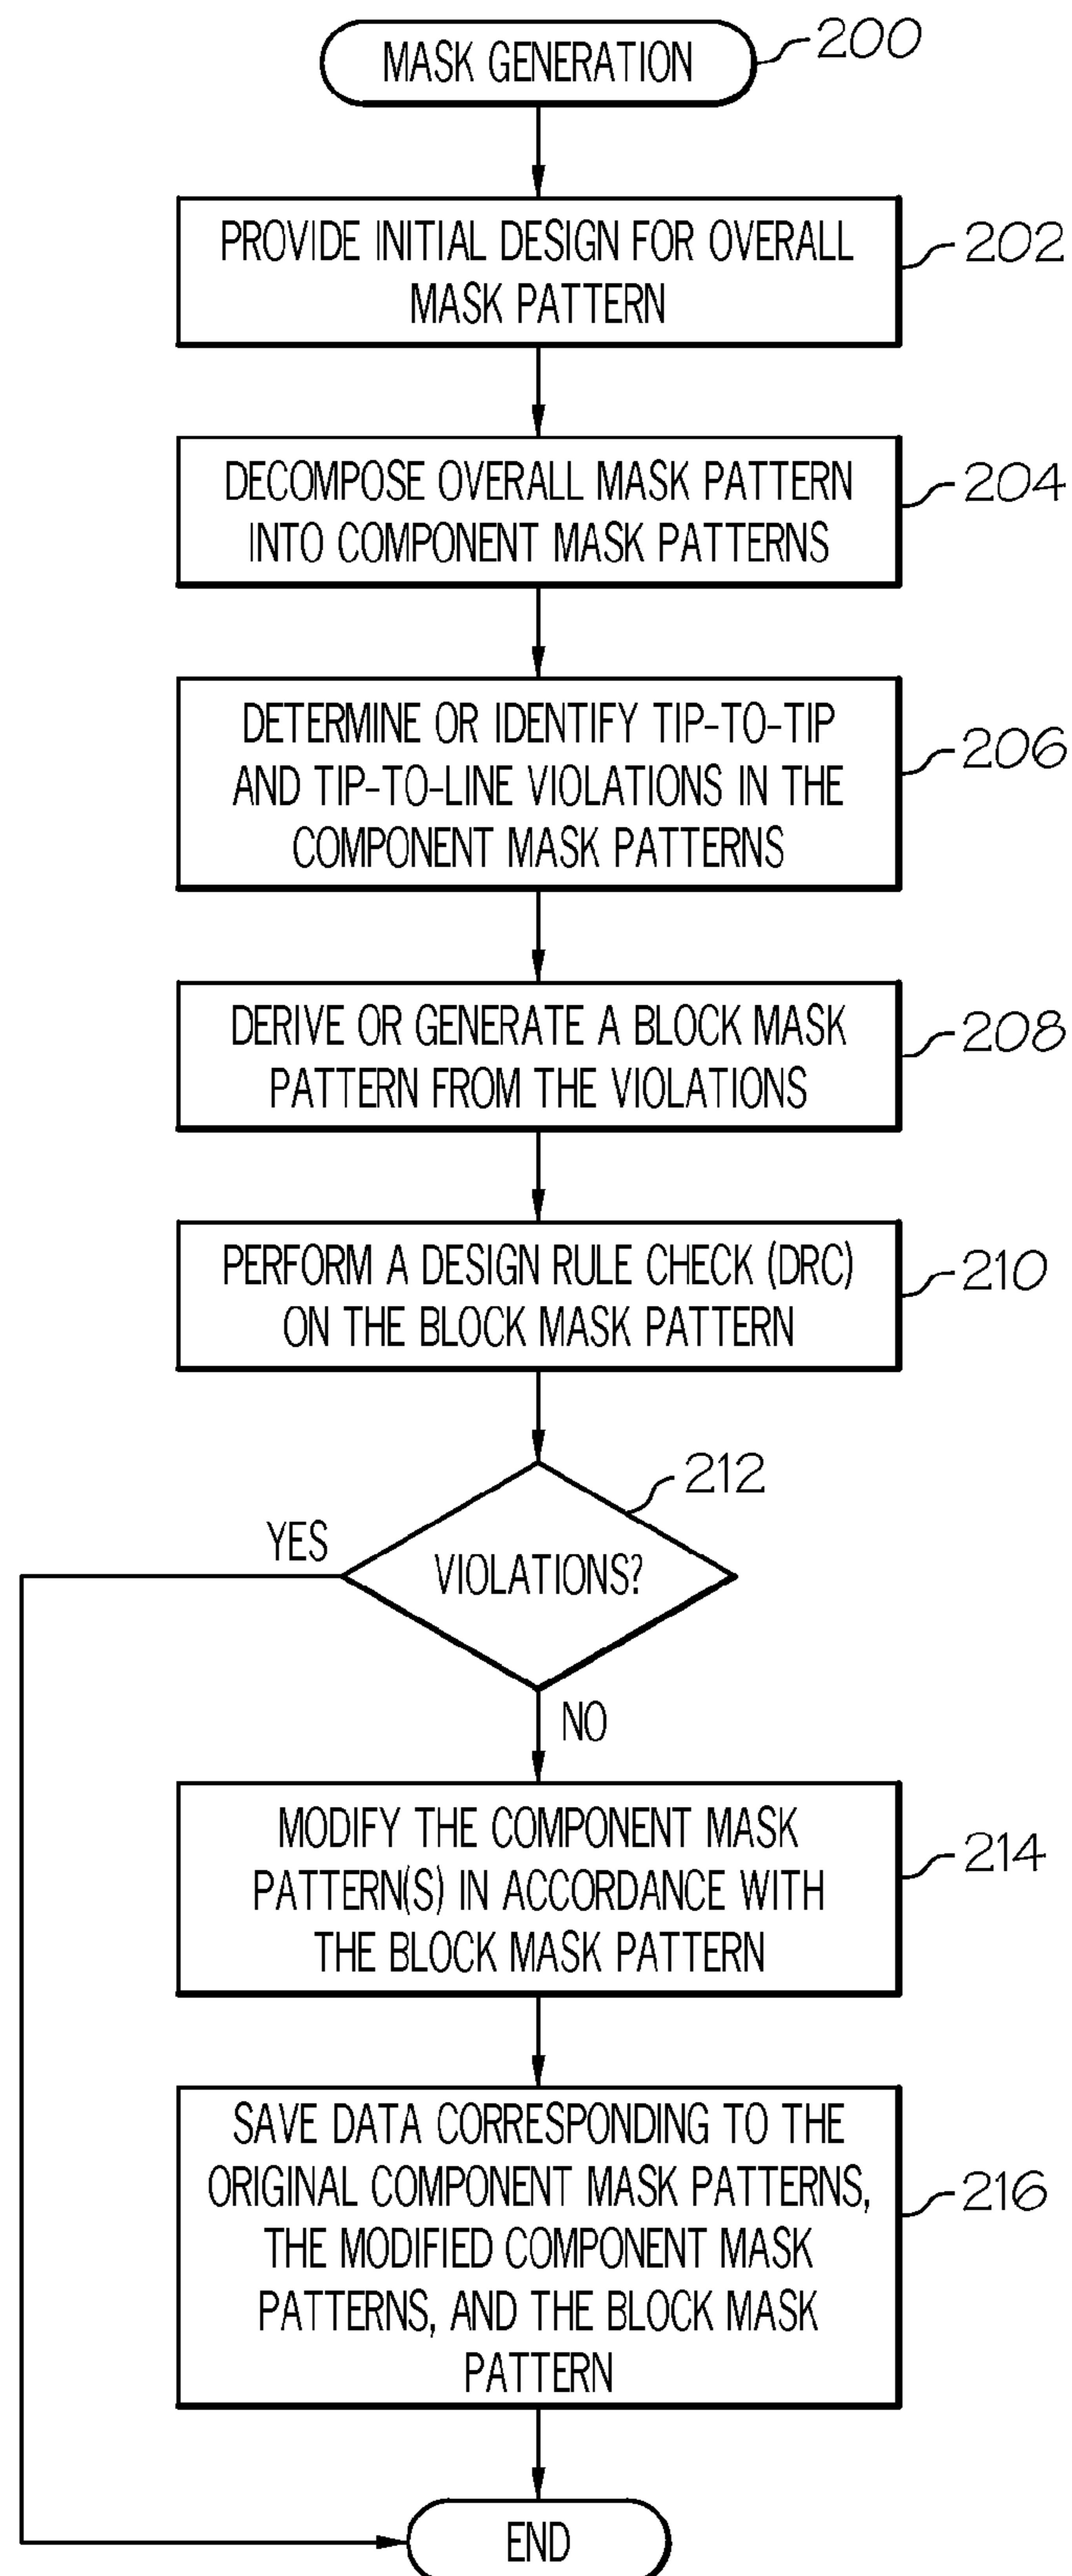 MASK GENERATION
200
PROVIDE INITIAL DESIGN FOR OVERALL
MASK PATTERN
202
DECOMPOSE OVERALL MASK PATTERN
INTO COMPONENT MASK PATTERNS
204
DETERMINE OR IDENTIFY TIP-TO-TIP
AND TIP-TO-LINE VIOLATIONS IN THE
COMPONENT MASK PATTERNS
206
DERIVE OR GENERATE A BLOCK MASK
PATTERN FROM THE VIOLATIONS
208
PERFORM A DESIGN RULE CHECK (DRC)
ON THE BLOCK MASK PATTERN
210
212
YES
VIOLATIONS?
NO
MODIFY THE COMPONENT MASK
PATTERN(S) IN ACCORDANCE WITH
THE BLOCK MASK PATTERN
214
SAVE DATA CORRESPONDING TO THE
ORIGINAL COMPONENT MASK PATTERNS,
THE MODIFIED COMPONENT MASK
PATTERNS, AND THE BLOCK MASK
PATTERN
216
END